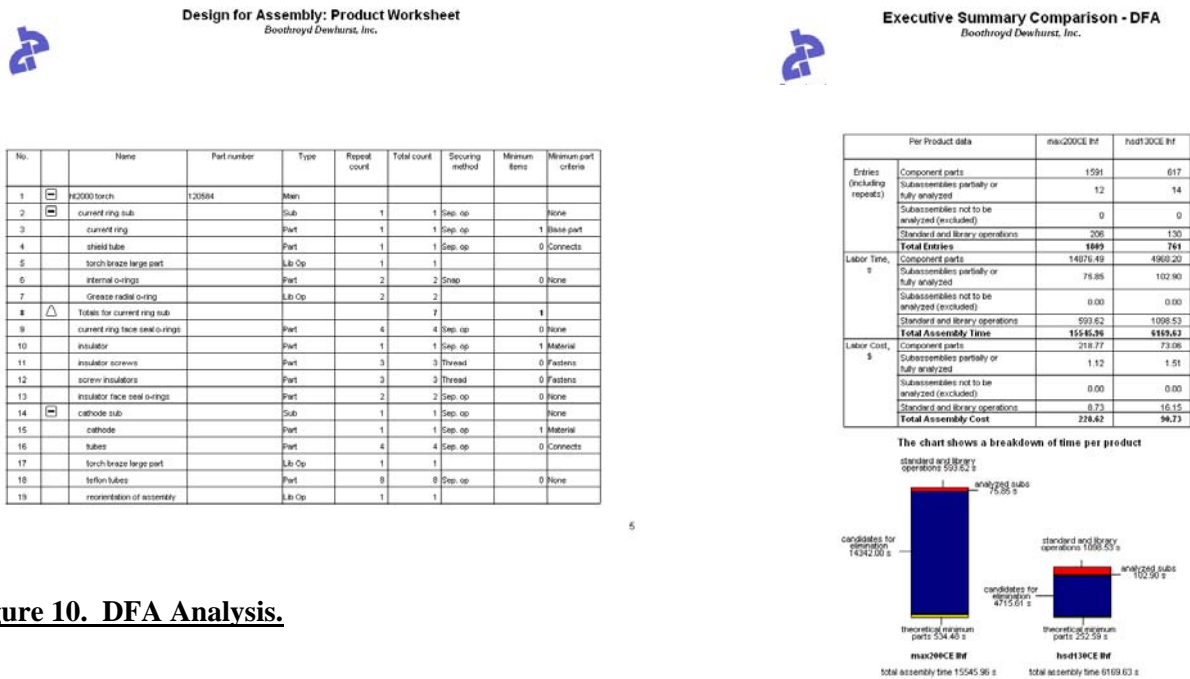 Design for Assembly: Product Worksheet
Boothroyd Dewhurst, Inc.
No. Name Part number Type Repeat count Total count Securing method Minimum items Minimum part criteria
1 ht2000 torch 120584 Main
2 current ring sub Sub 1 1 Sep. op None
3 current ring Part 1 1 Sep. op 1 Base part
4 shield tube Part 1 1 Sep. op 0 Connects
5 torch braze large part Lib Op 1 1
6 internal o-rings Part 2 2 Snap 0 None
7 Grease radial o-ring Lib Op 2 2
8 Totals for current ring sub 7 1
9 current ring face seal o-rings Part 4 4 Sep. op 0 None
10 insulator Part 1 1 Sep. op 1 Material
11 insulator screws Part 3 3 Thread 0 Fastens
12 screw insulators Part 3 3 Thread 0 Fastens
13 insulator face seal o-rings Part 2 2 Sep. op 0 None
14 cathode sub Sub 1 1 Sep. op None
15 cathode Part 1 1 Sep. op 1 Material
16 tubes Part 4 4 Sep. op 0 Connects
17 torch braze large part Lib Op 1 1
18 teflon tubes Part 8 8 Sep. op 0 None
19 reorientation of assembly Lib Op 1 1
5
gure 10. DFA Analysis.
Executive Summary Comparison - DFA
Boothroyd Dewhurst, Inc.
Per Product data max200CE lhf hsd130CE lhf
Entries (including repeats) Component parts 1591 617
Subassemblies partially or fully analyzed 12 14
Subassemblies not to be analyzed (excluded) 0 0
Standard and library operations 206 130
Total Entries 1809 761
Labor Time, s Component parts 14876.49 4968.20
Subassemblies partially or fully analyzed 75.85 102.90
Subassemblies not to be analyzed (excluded) 0.00 0.00
Standard and library operations 593.62 1098.53
Total Assembly Time 15545.96 6169.63
Labor Cost, $ Component parts 218.77 73.06
Subassemblies partially or fully analyzed 1.12 1.51
Subassemblies not to be analyzed (excluded) 0.00 0.00
Standard and library operations 8.73 16.15
Total Assembly Cost 228.62 90.73
The chart shows a breakdown of time per product
standard and library
operations 593.62 s
analyzed subs
75.85 s
candidates for
elimination
14342.00 s
theoretical minimum
parts 534.48 s
max200CE lhf
total assembly time 15545.96 s
standard and library
operations 1098.53 s
analyzed subs
102.90 s
candidates for
elimination
4715.61 s
theoretical minimum
parts 252.59 s
hsd130CE lhf
total assembly time 6169.63 s